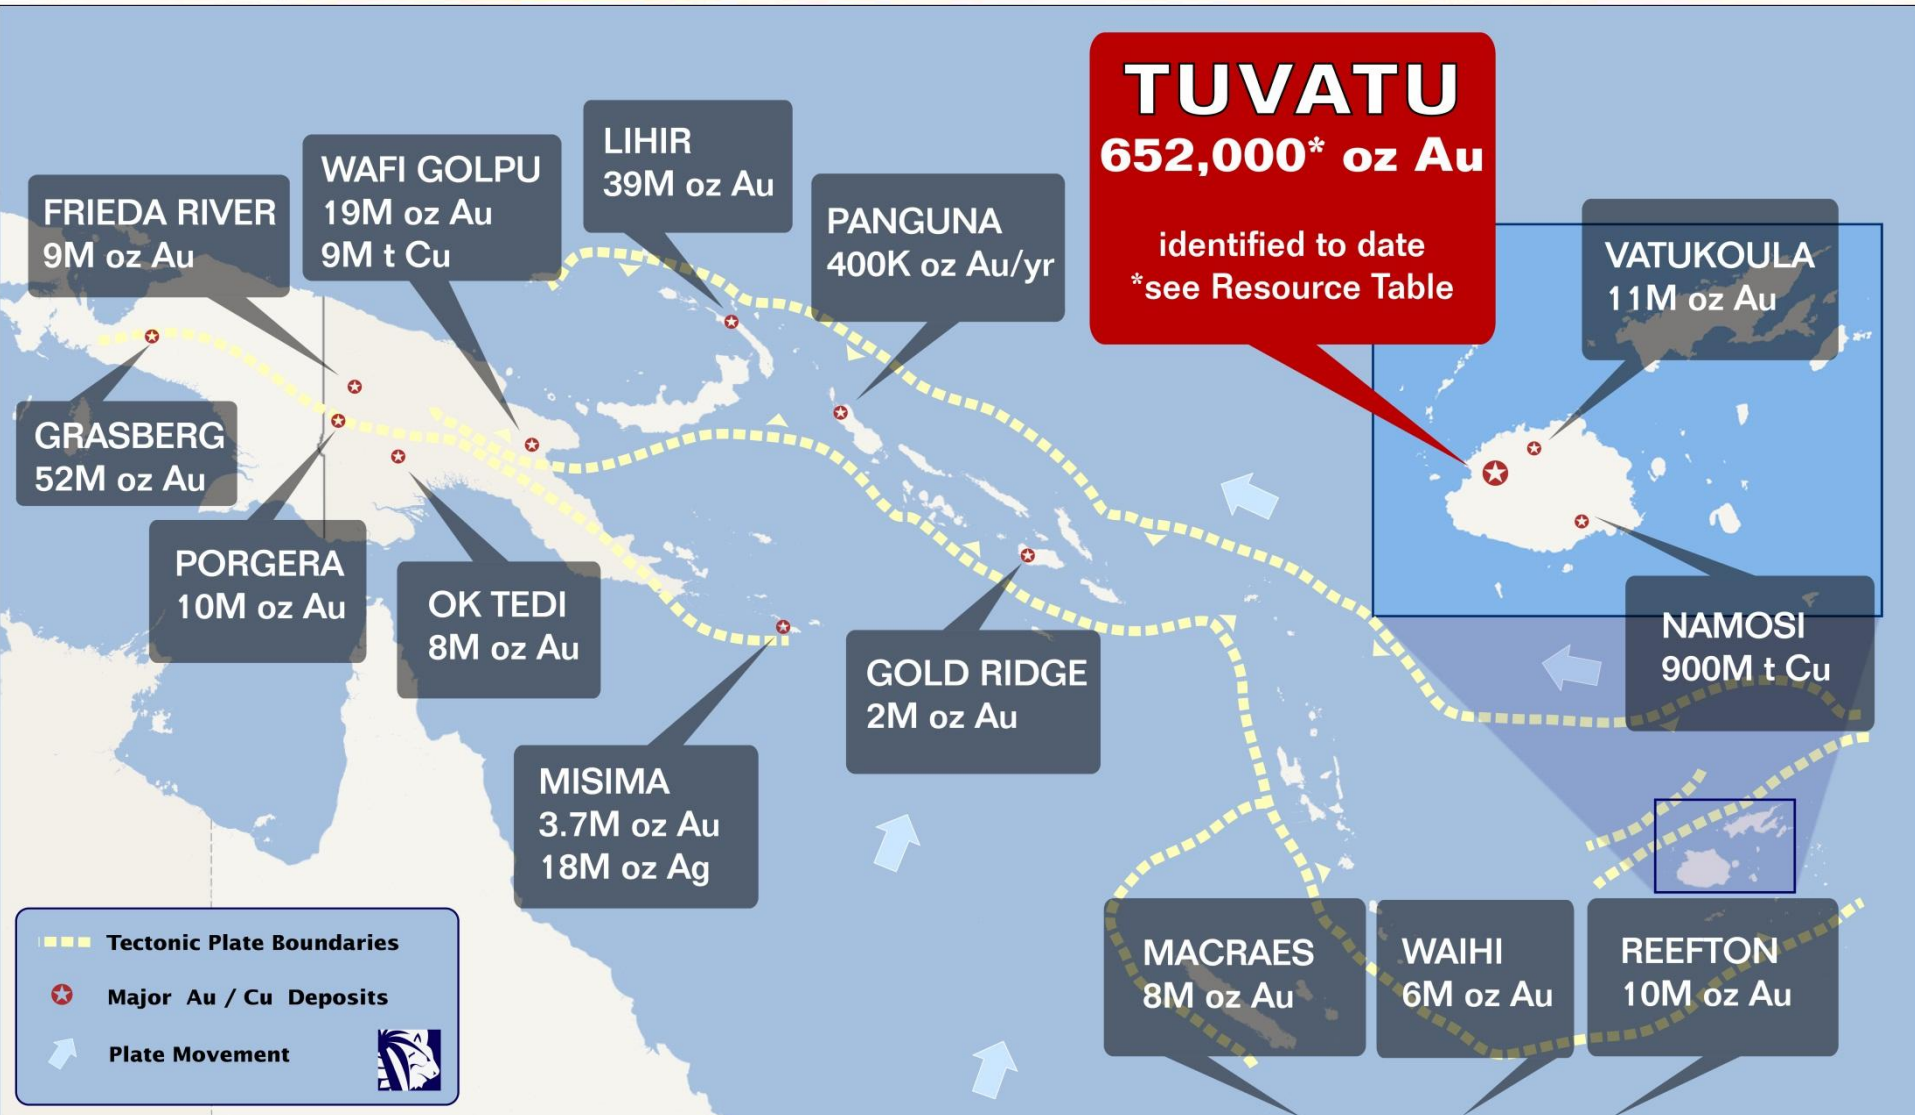 TUVATU
652,000* oz Au
identified to date
*see Resource Table
LIHIR
39M oz Au
WAFI GOLPU
19M oz Au
9M t Cu
FRIEDA RIVER
9M oz Au
PANGUNA
400K oz Au/yr
VATUKOULA
11M oz Au
GRASBERG
52M oz Au
PORGERA
10M oz Au
OK TEDI
8M oz Au
GOLD RIDGE
2M oz Au
NAMOSI
900M t Cu
MISIMA
3.7M oz Au
18M oz Ag
MACRAES
8M oz Au
WAIHI
6M oz Au
REEFTON
10M oz Au
Tectonic Plate Boundaries
Major Au / Cu Deposits
Plate Movement